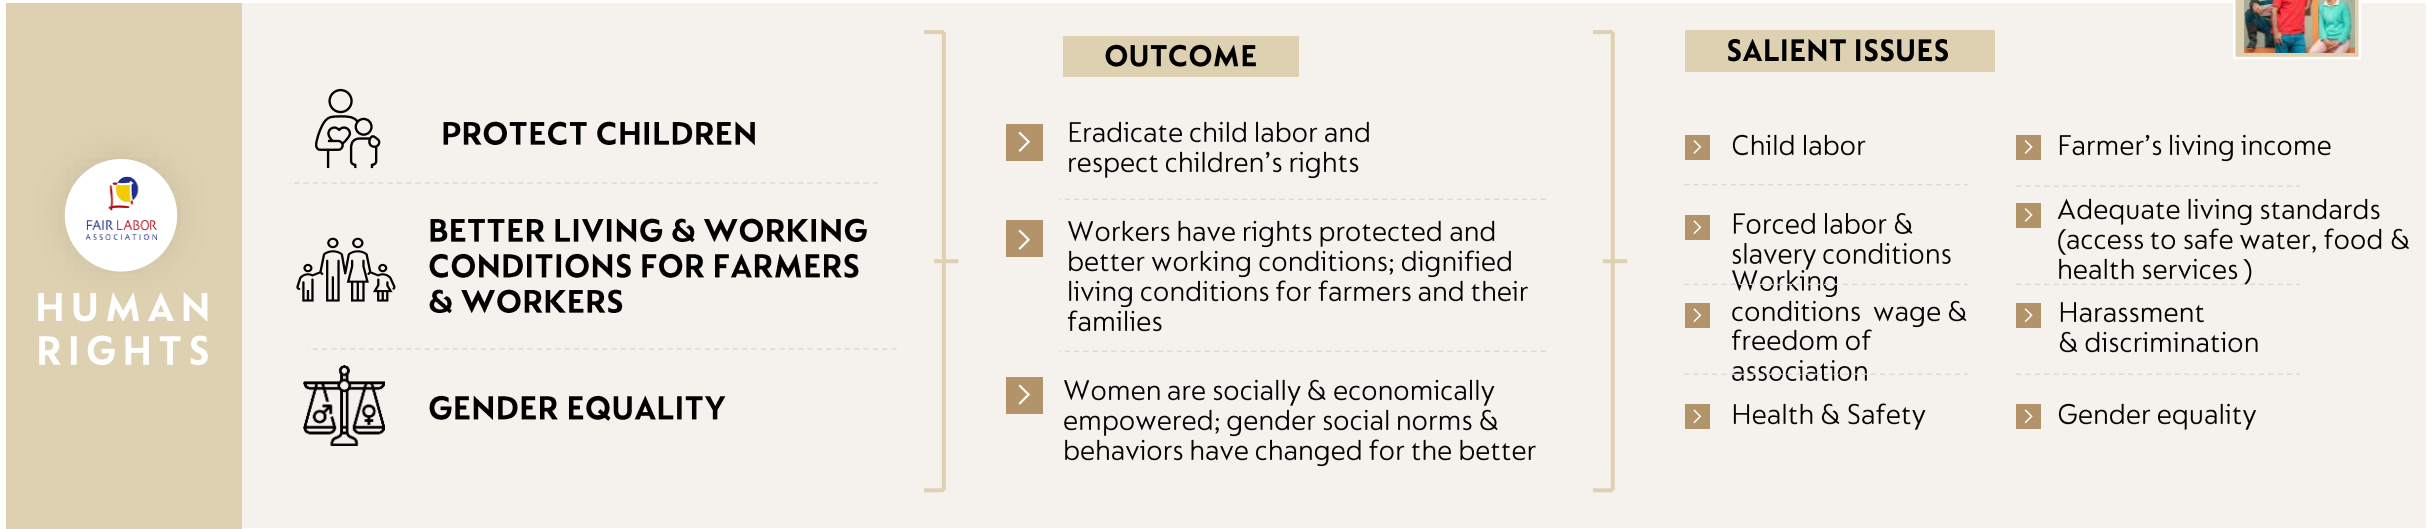 FAIR LABOR
ASSOCIATION
HUMAN
RIGHTS
PROTECT CHILDREN
BETTER LIVING & WORKING
CONDITIONS FOR FARMERS
& WORKERS
GENDER EQUALITY
OUTCOME
Eradicate child labor and
respect children’s rights
Workers have rights protected and
better working conditions; dignified
living conditions for farmers and their
families
Women are socially & economically
empowered; gender social norms &
behaviors have changed for the better
SALIENT ISSUES
Child labor
Forced labor &
slavery conditions
Working
conditions  wage &
freedom of
association
Health & Safety
Farmer’s living income
Adequate living standards
(access to safe water, food &
health services )
Harassment
& discrimination
Gender equality